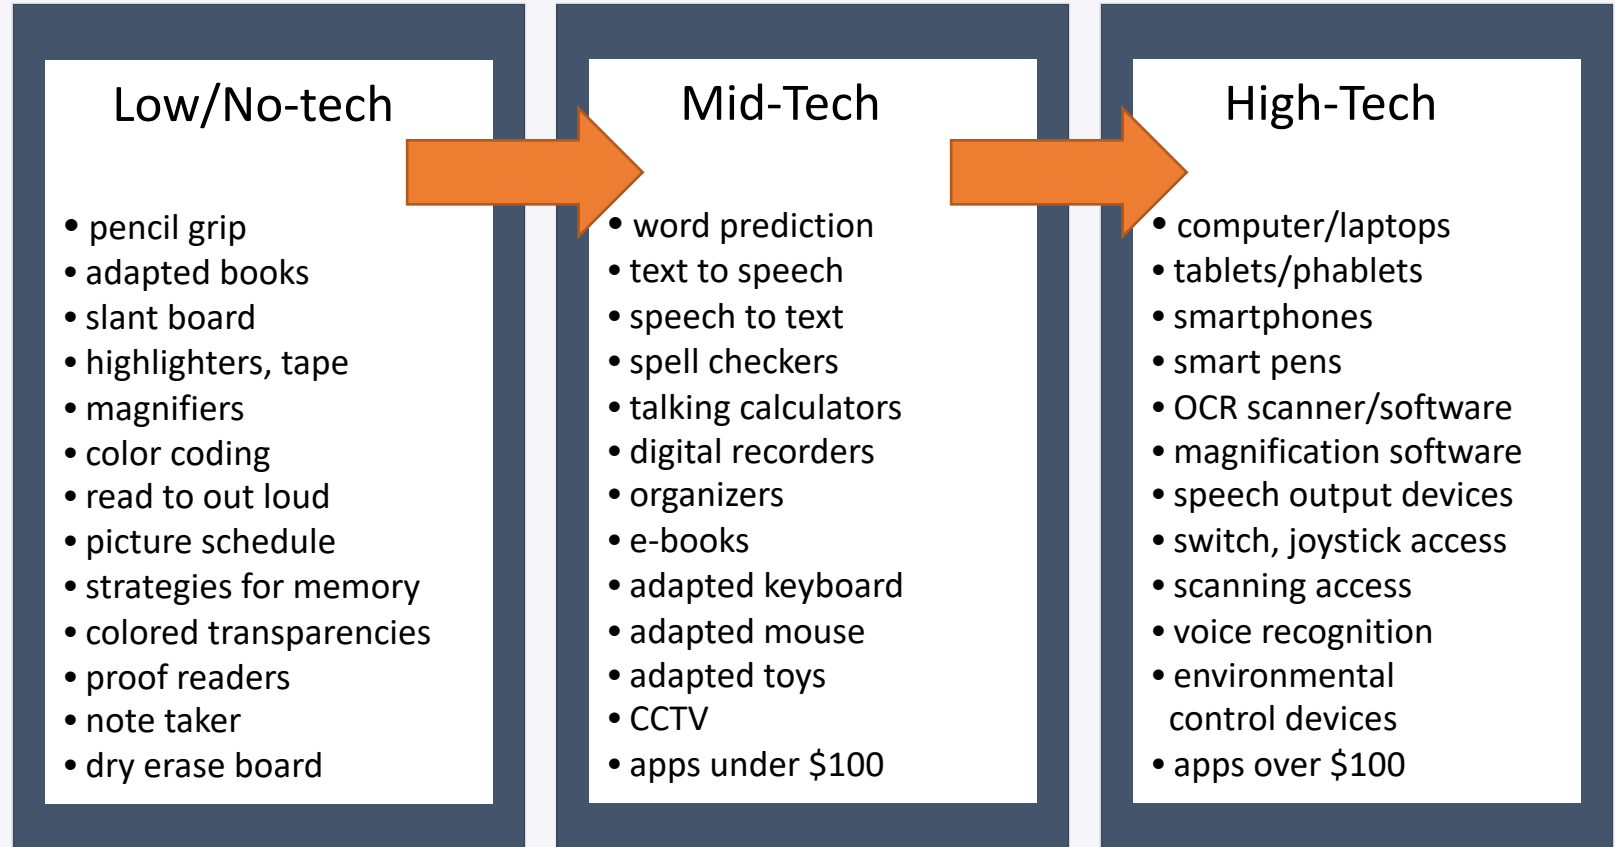 Low/No-tech
• pencil grip
• adapted books
• slant board
• highlighters, tape
• magnifiers
• color coding
• read to out loud
• picture schedule
• strategies for memory
• colored transparencies
• proof readers
• note taker
• dry erase board
Mid-Tech
• word prediction
• text to speech
• speech to text
• spell checkers
• talking calculators
• digital recorders
• organizers
• e-books
• adapted keyboard
• adapted mouse
• adapted toys
• CCTV
• apps under $100
High-Tech
• computer/laptops
• tablets/phablets
• smartphones
• smart pens
• OCR scanner/software
• magnification software
• speech output devices
• switch, joystick access
• scanning access
• voice recognition
• environmental
control devices
• apps over $100